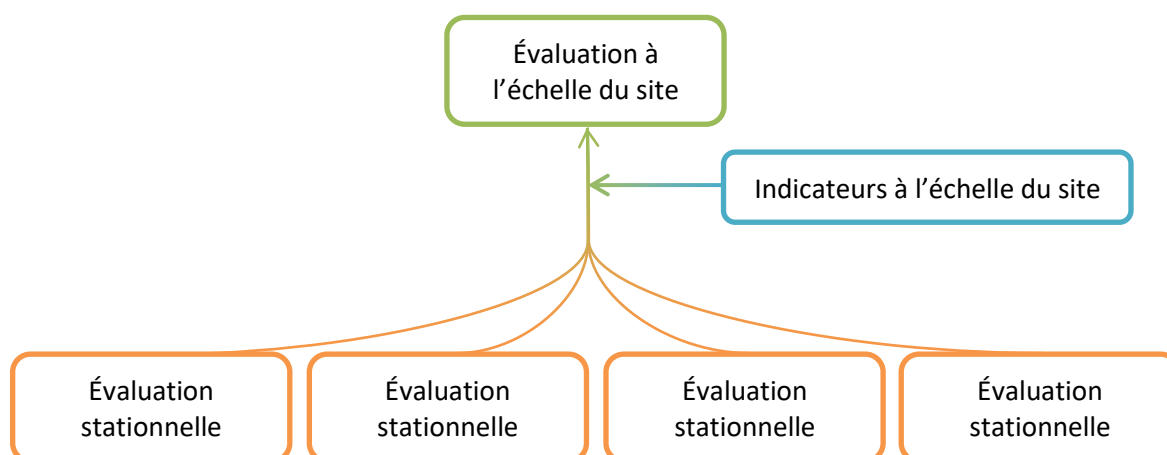 Évaluation à
l’échelle du site
Indicateurs à l’échelle du site
Évaluation
stationnelle
Évaluation
stationnelle
Évaluation
stationnelle
Évaluation
stationnelle